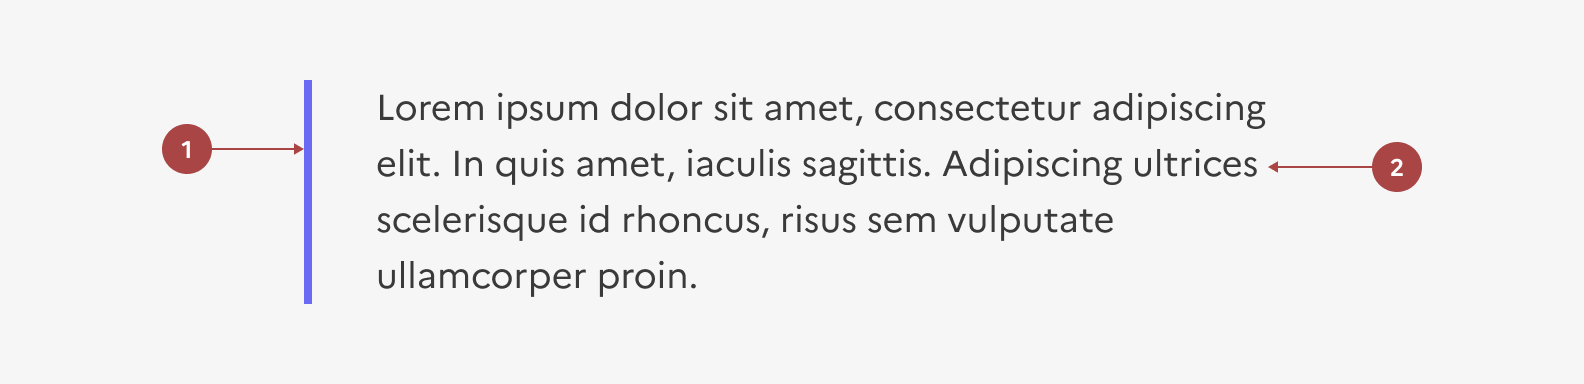 Lorem ipsum dolor sit amet, consectetur adipiscing
1
elit. In quis amet, iaculis sagittis. Adipiscing ultrices
2
scelerisque id rhoncus, risus sem vulputate
ullamcorper proin.